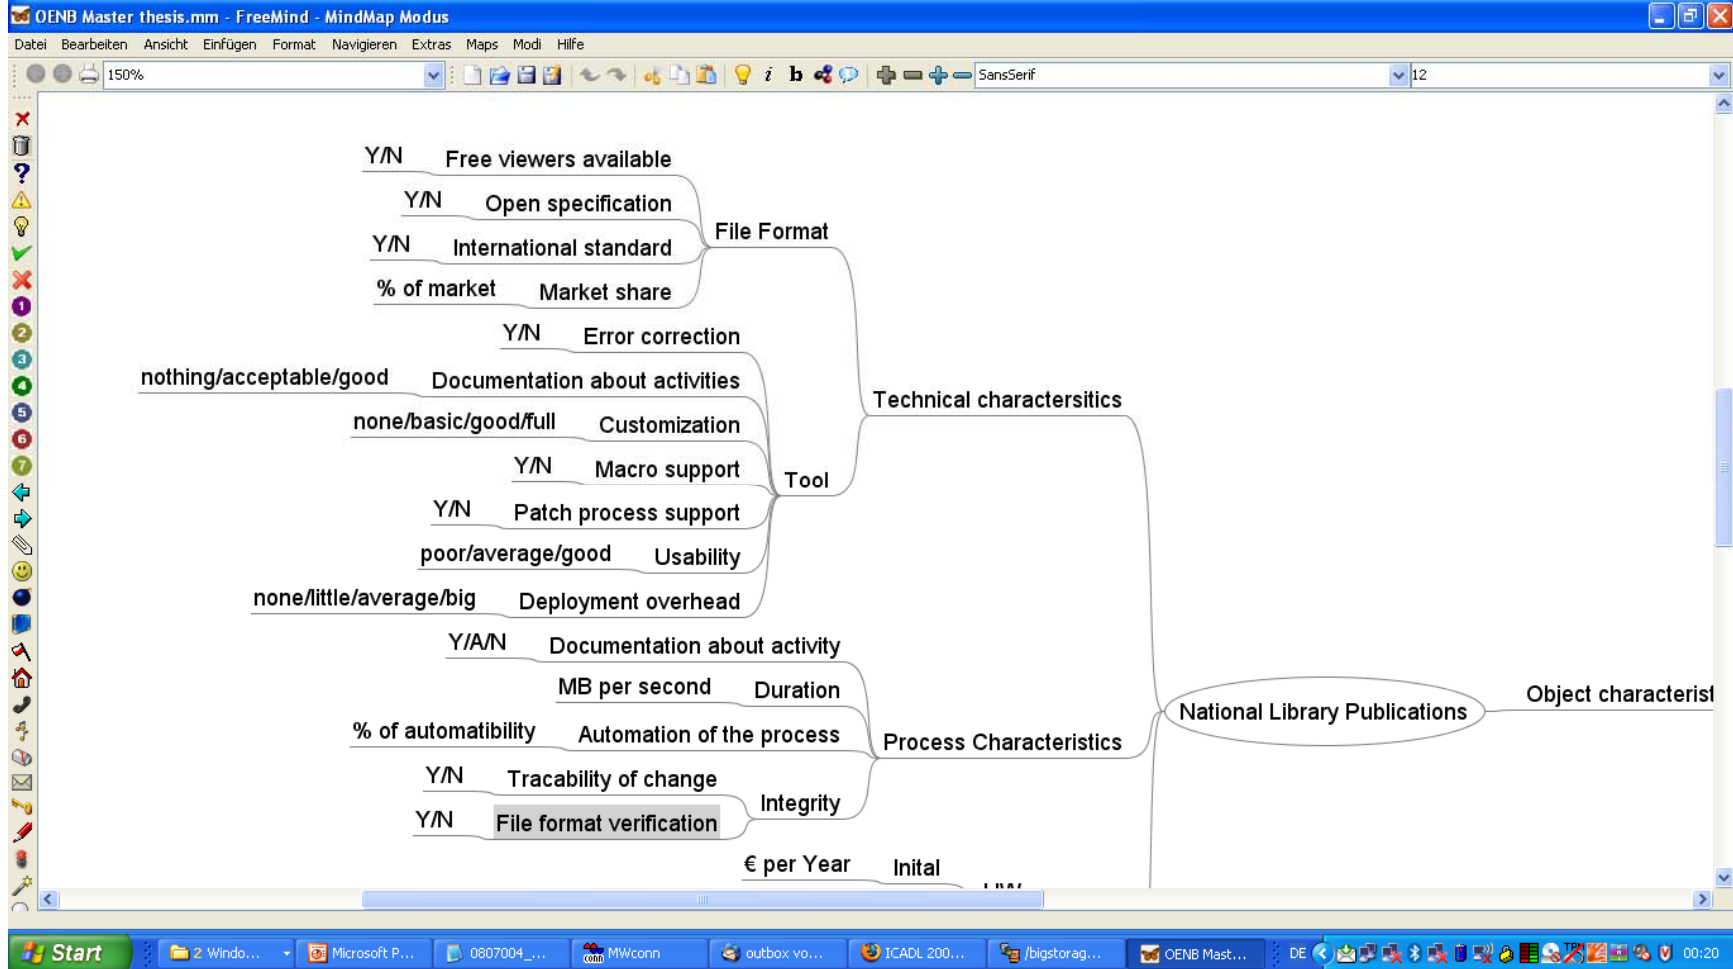 OENB Master thesis.mm - FreeMind - MindMap Modus
Datei Bearbeiten Ansicht Einfügen Format Navigieren Extras Maps Modi Hilfe
150% i b SansSerif 12
Y/N Free viewers available
Y/N Open specification
File Format
Y/N International standard
% of market Market share
Y/N Error correction
nothing/acceptable/good Documentation about activities
Technical charactersitics
none/basic/good/full Customization
Y/N Macro support
Tool
Y/N Patch process support
poor/average/good Usability
none/little/average/big Deployment overhead
Y/A/N Documentation about activity
MB per second Duration
Object characterist
National Library Publications
% of automatibility Automation of the process
Process Characteristics
Y/N Tracability of change
Integrity
Y/N File format verification
€ per Year Inital
Start 2 Windo... Microsoft P... 0807004_... MWconn outbox vo... ICADL 200... /bigstorag... OENB Mast... DE 00:20